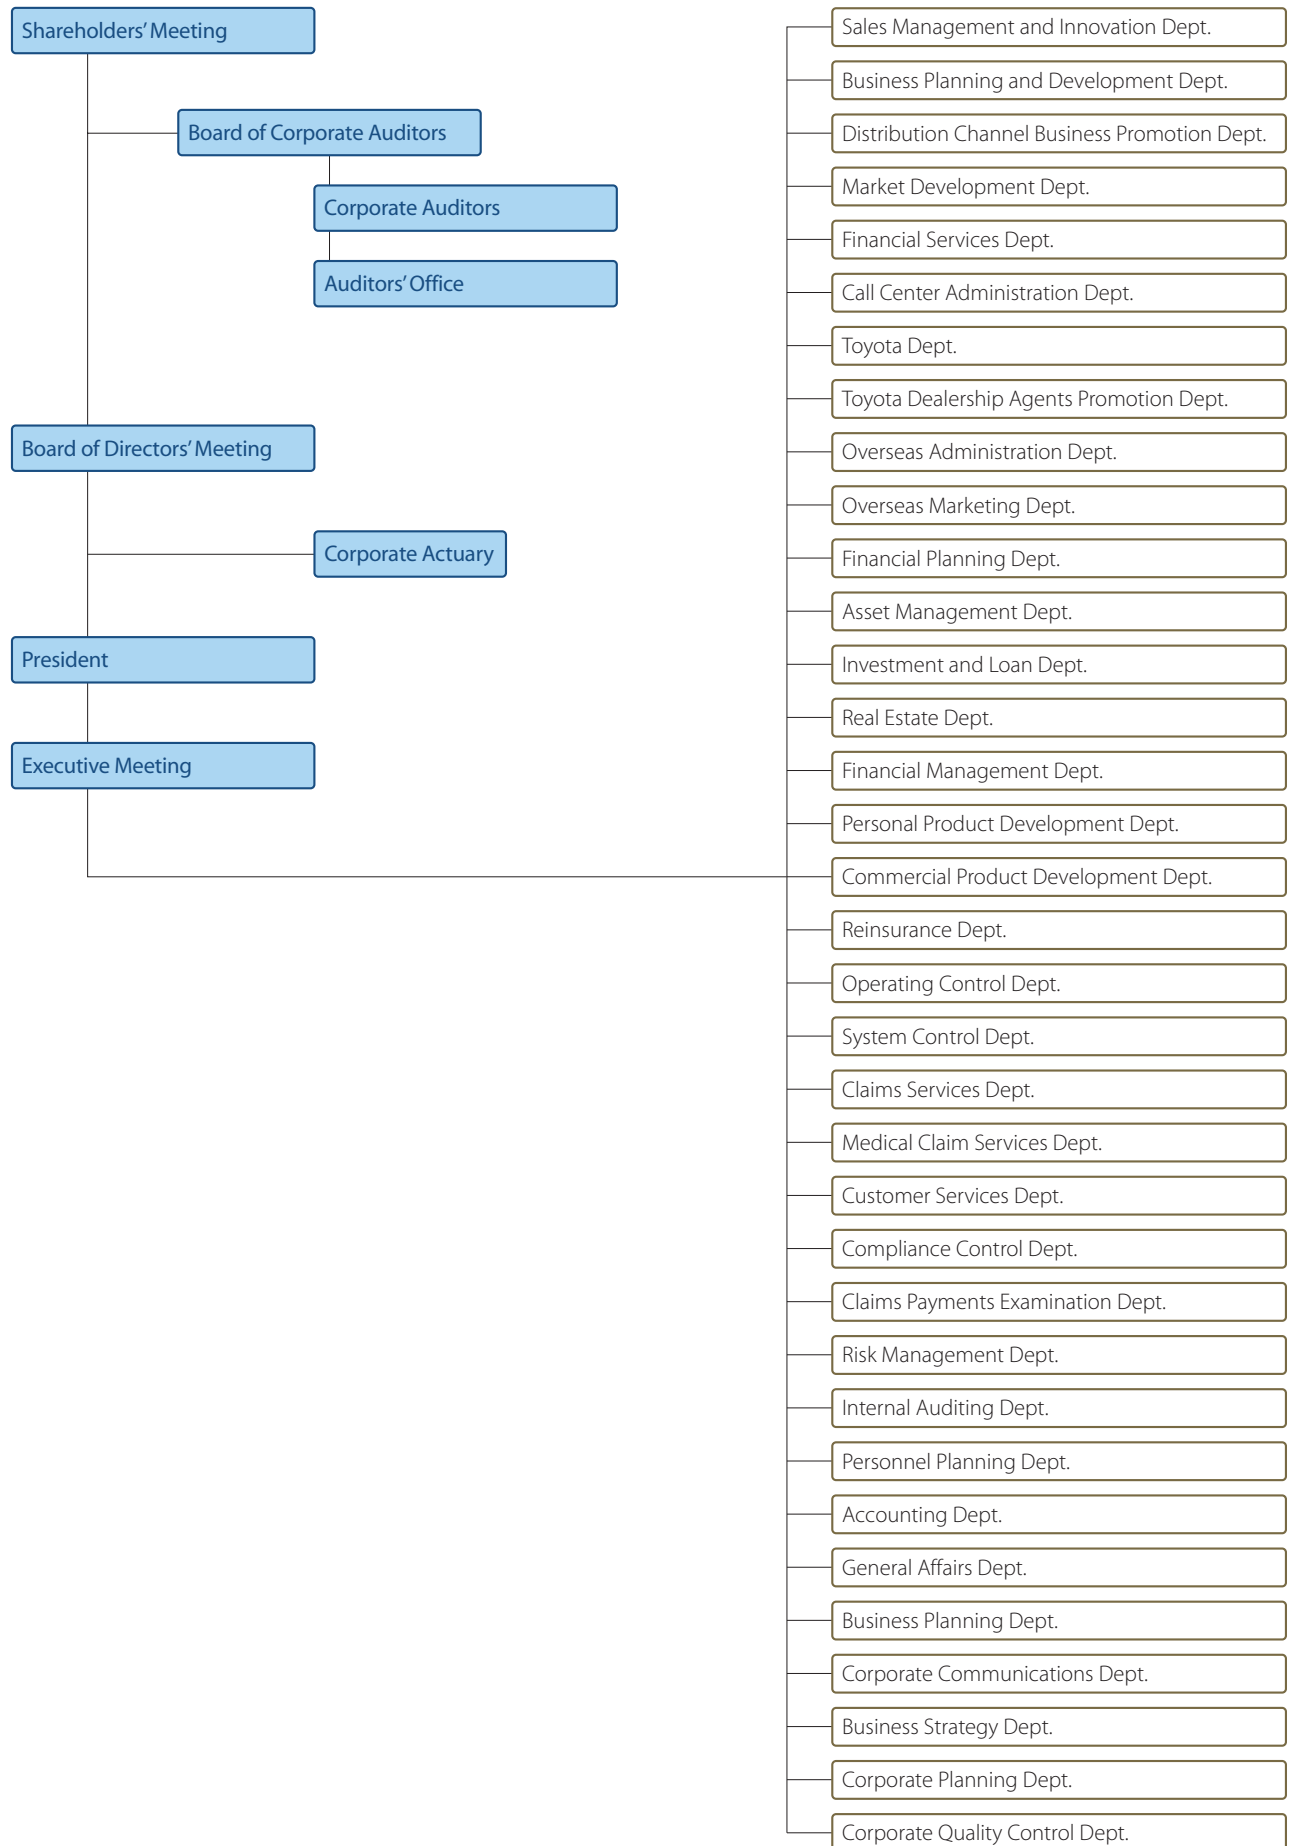 Shareholders’ Meeting
Board of Corporate Auditors
Corporate Auditors
Auditors’ Office
Board of Directors’ Meeting
Corporate Actuary
President
Executive Meeting
Sales Management and Innovation Dept.
Business Planning and Development Dept.
Distribution Channel Business Promotion Dept.
Market Development Dept.
Financial Services Dept.
Call Center Administration Dept.
Toyota Dept.
Toyota Dealership Agents Promotion Dept.
Overseas Administration Dept.
Overseas Marketing Dept.
Financial Planning Dept.
Asset Management Dept.
Investment and Loan Dept.
Real Estate Dept.
Financial Management Dept.
Personal Product Development Dept.
Commercial Product Development Dept.
Reinsurance Dept.
Operating Control Dept.
System Control Dept.
Claims Services Dept.
Medical Claim Services Dept.
Customer Services Dept.
Compliance Control Dept.
Claims Payments Examination Dept.
Risk Management Dept.
Internal Auditing Dept.
Personnel Planning Dept.
Accounting Dept.
General Affairs Dept.
Business Planning Dept.
Corporate Communications Dept.
Business Strategy Dept.
Corporate Planning Dept.
Corporate Quality Control Dept.